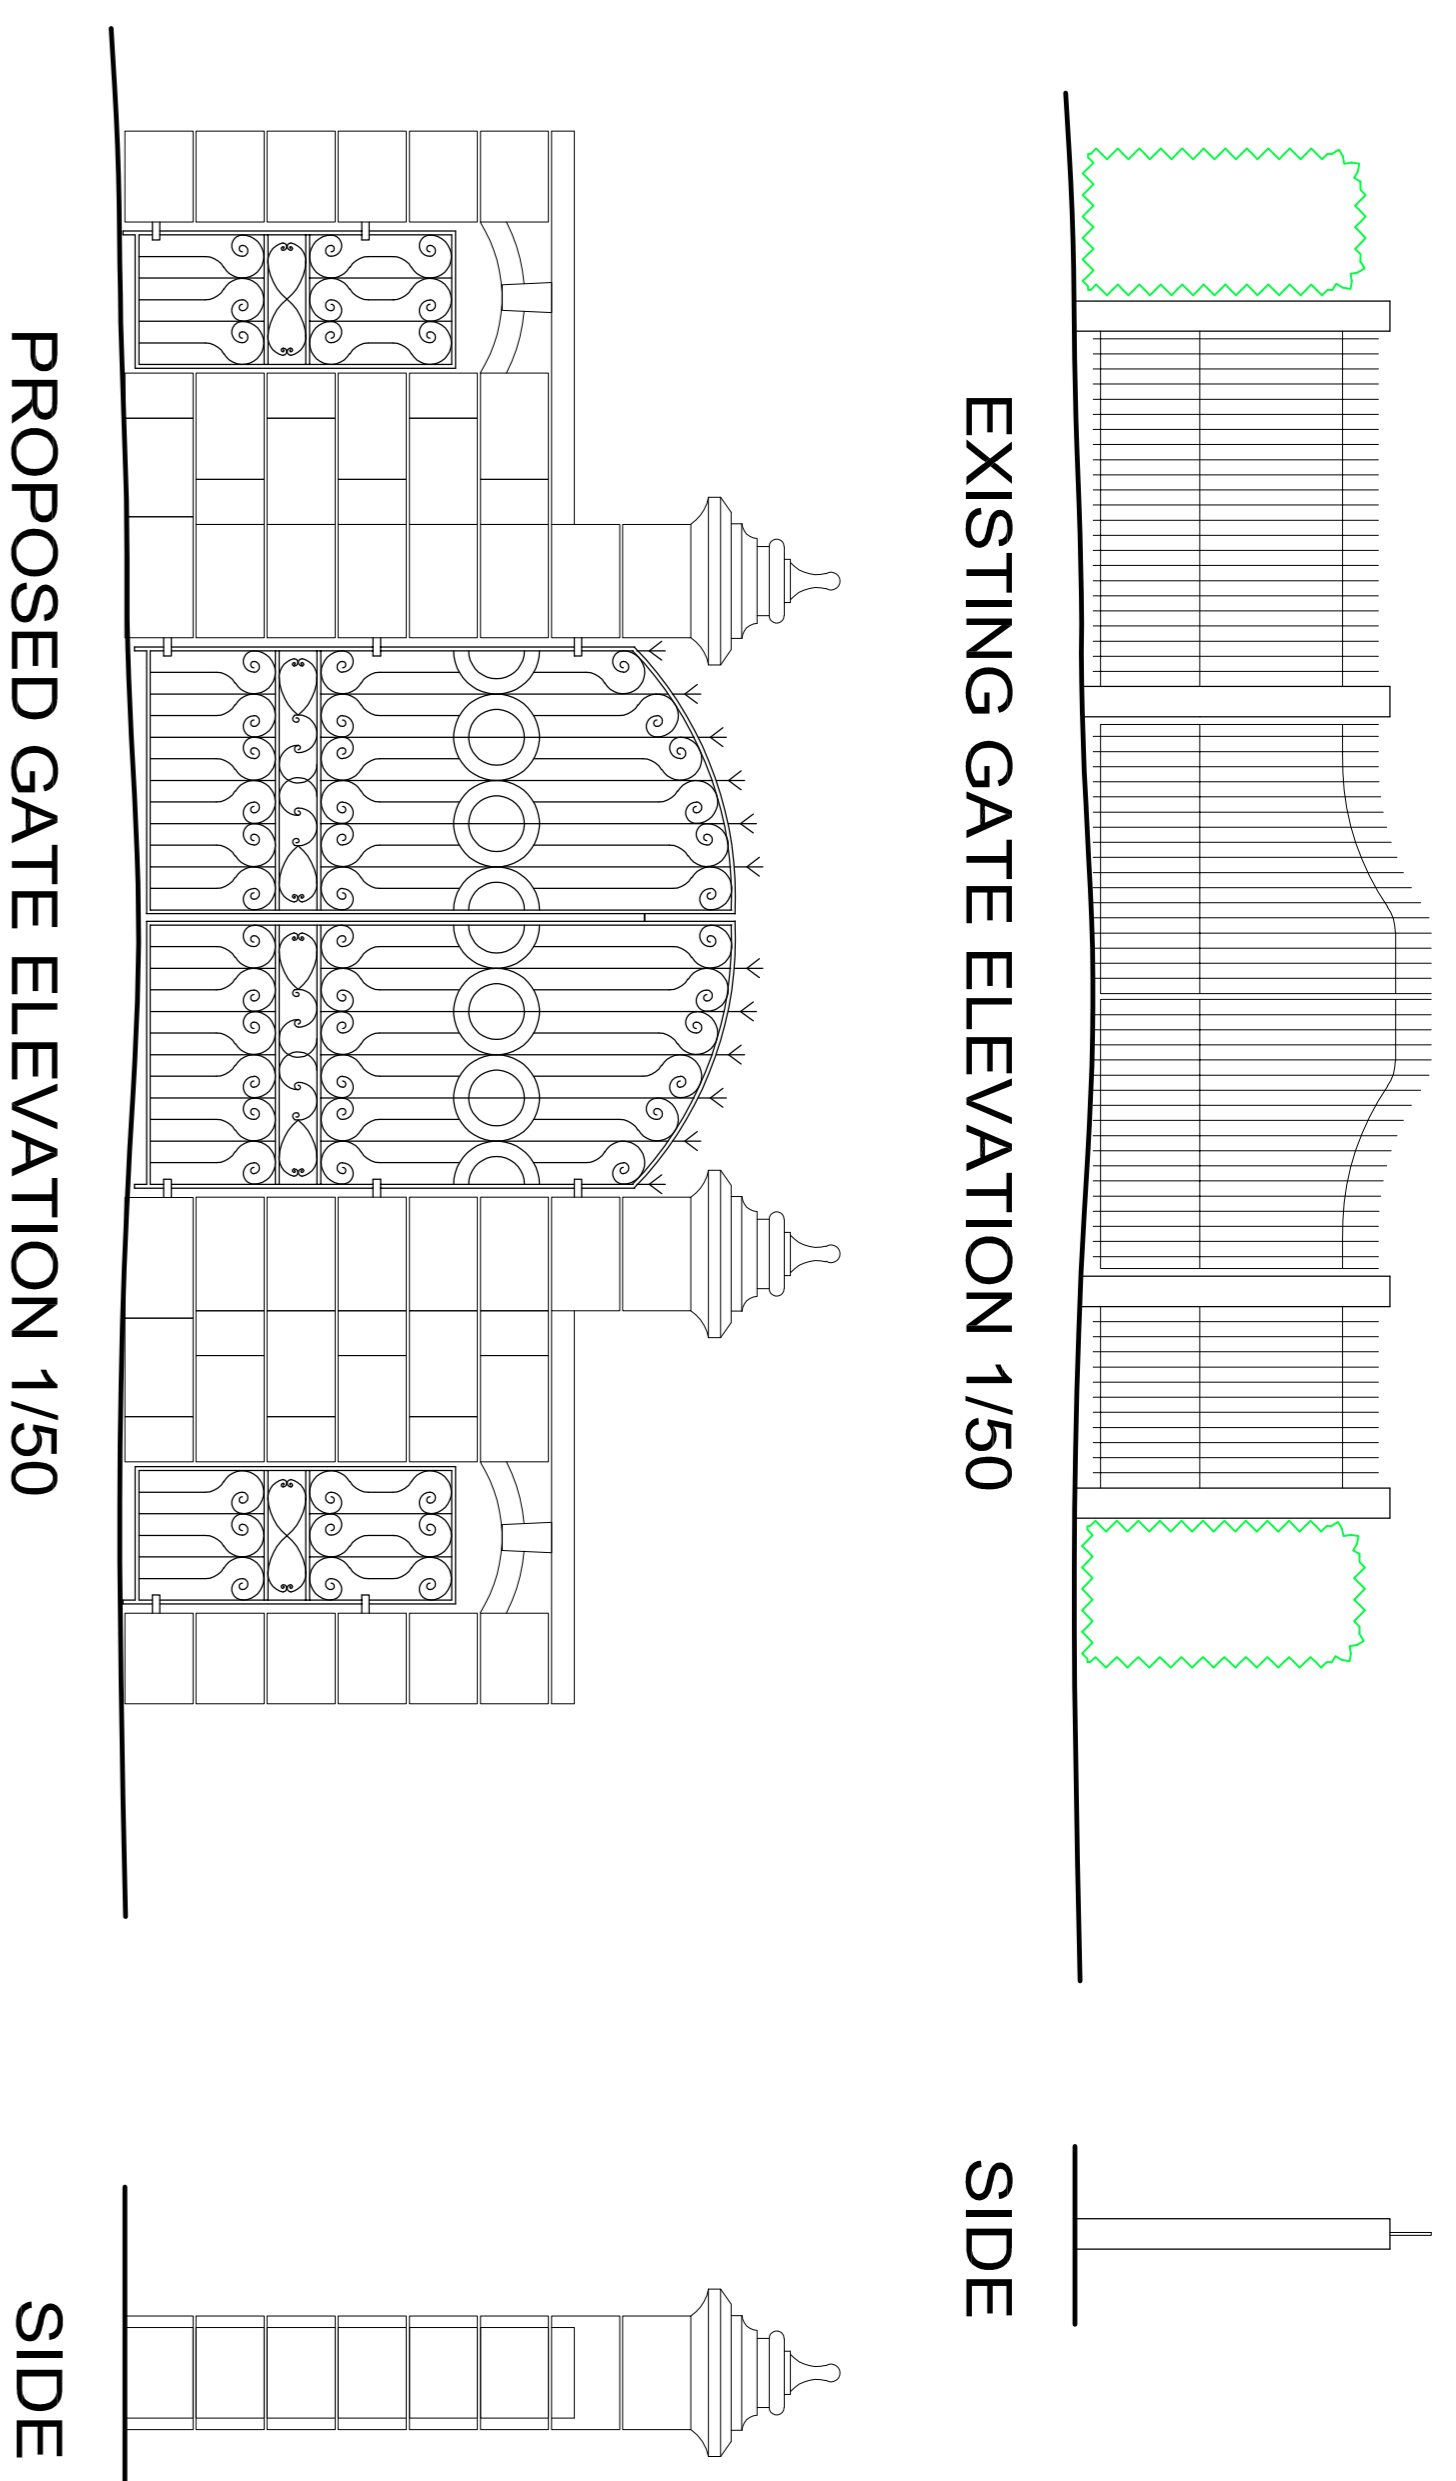 EXISTING GATE ELEVATION 1/50
SIDE
PROPOSED GATE ELEVATION 1/50
SIDE